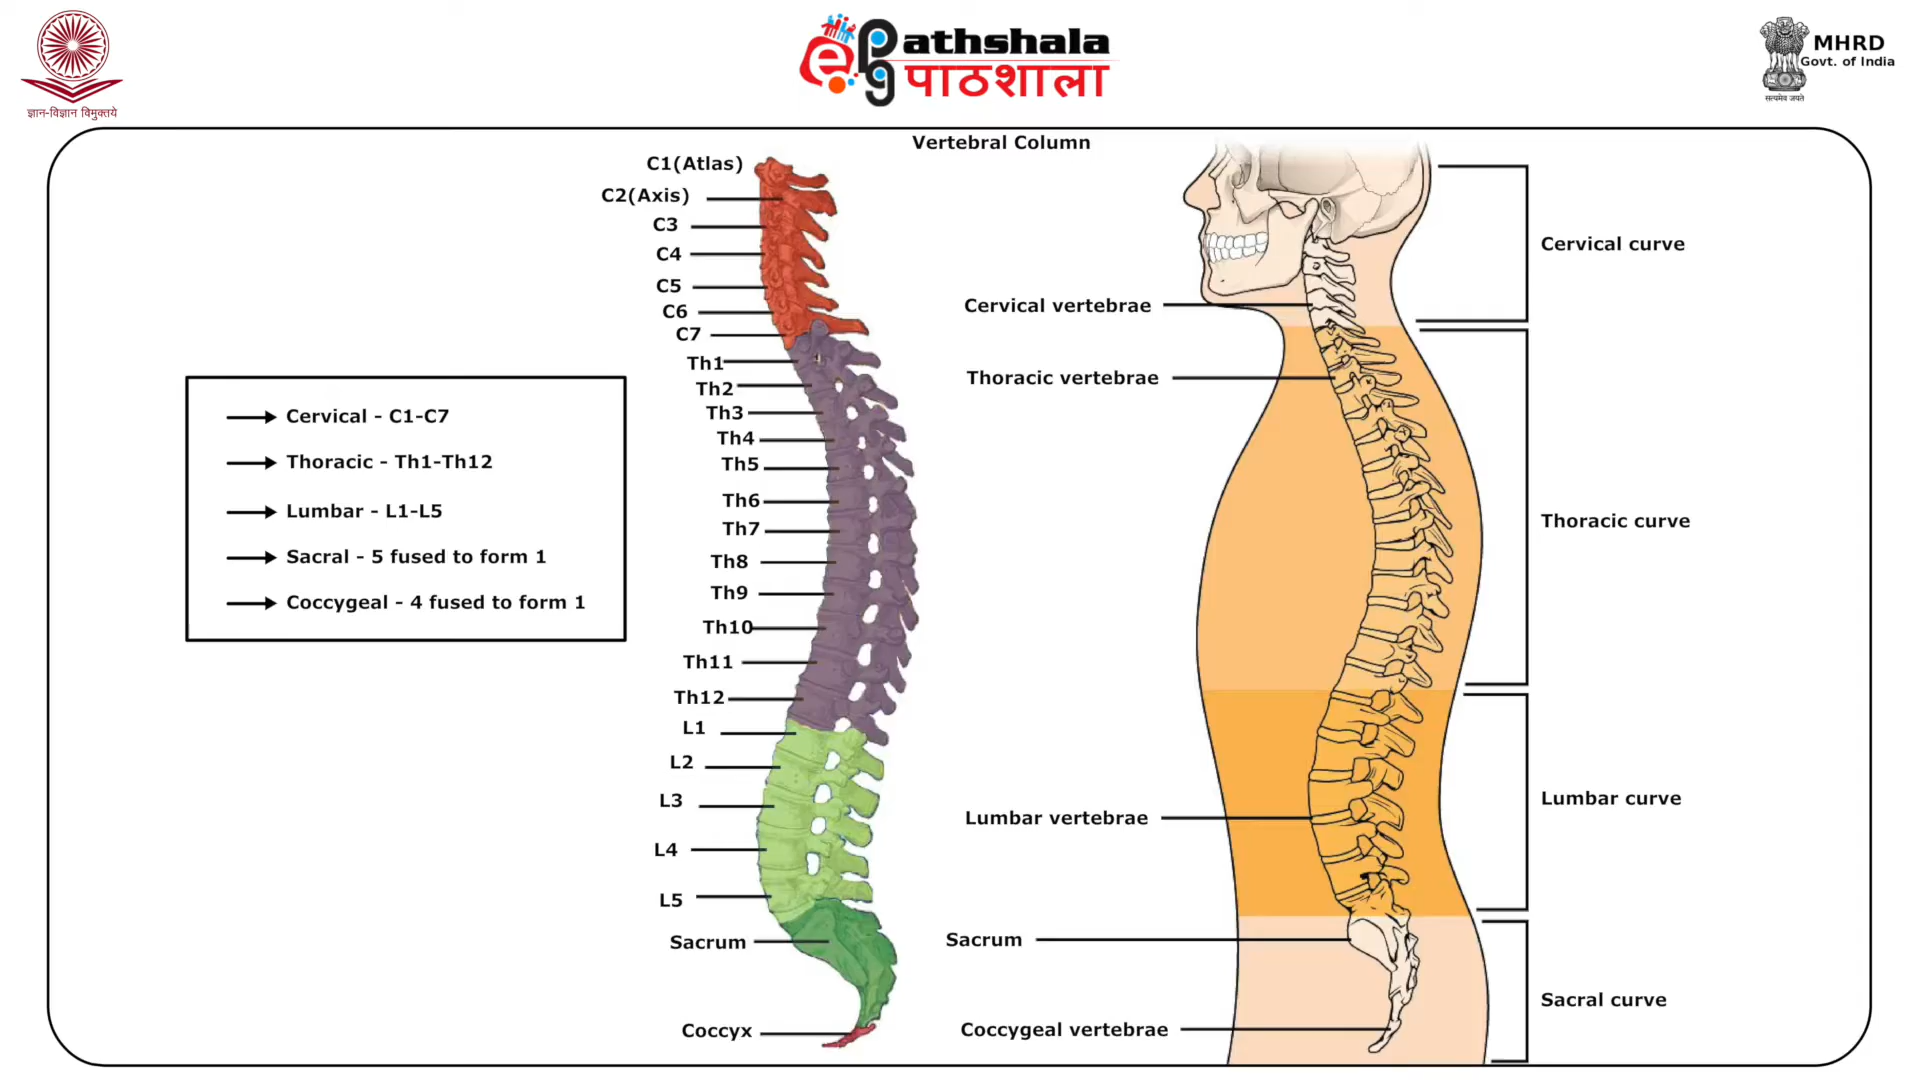 ज्ञान-विज्ञान विमुक्तये
ePG Pathshala
पाठशाला
MHRD
Govt. of India
सत्यमेव जयते
Vertebral Column
Cervical - C1-C7
Thoracic - Th1-Th12
Lumbar - L1-L5
Sacral - 5 fused to form 1
Coccygeal - 4 fused to form 1
C1(Atlas)
C2(Axis)
C3
C4
C5
C6
C7
Th1
Th2
Th3
Th4
Th5
Th6
Th7
Th8
Th9
Th10
Th11
Th12
L1
L2
L3
L4
L5
Sacrum
Coccyx
Cervical vertebrae
Thoracic vertebrae
Lumbar vertebrae
Sacrum
Coccygeal vertebrae
Cervical curve
Thoracic curve
Lumbar curve
Sacral curve